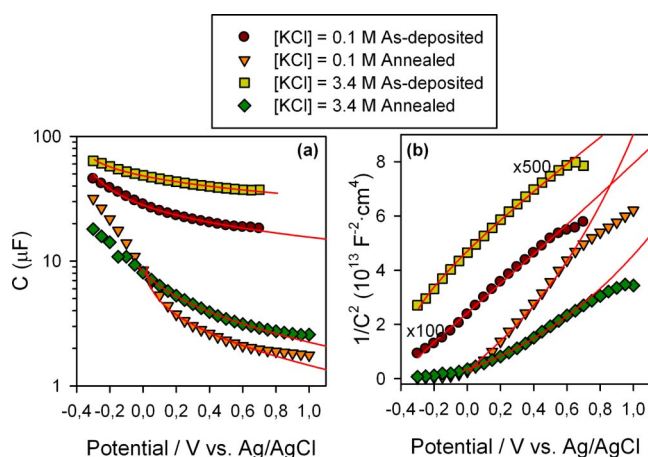 [KCl] = 0.1 M As-deposited
[KCl] = 0.1 M Annealed
[KCl] = 3.4 M As-deposited
[KCl] = 3.4 M Annealed
(a)
100
10
1
C (μF)
-0,4 -0,2 0,0 0,2 0,4 0,6 0,8 1,0
Potential / V vs. Ag/AgCl
(b)
x500
x100
8
6
4
2
0
1/C² (10¹³ F⁻²·cm⁴)
-0,4 -0,2 0,0 0,2 0,4 0,6 0,8 1,0
Potential / V vs. Ag/AgCl